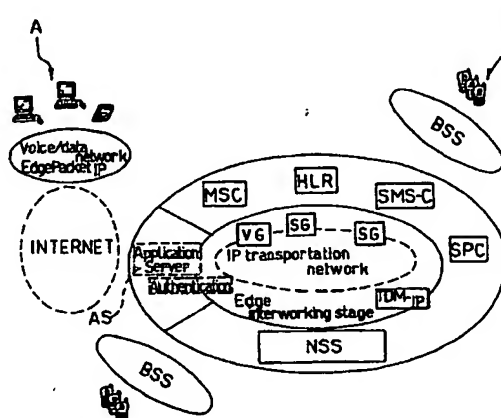 A
Voice/data network
EdgePacket IP
INTERNET
AS
BSS
MSC
HLR
SMS-C
SPC
VG
SG
SG
IP transportation
network
Application
Server
Authentication
Edge
interworking stage
TDM-IP
NSS
BSS